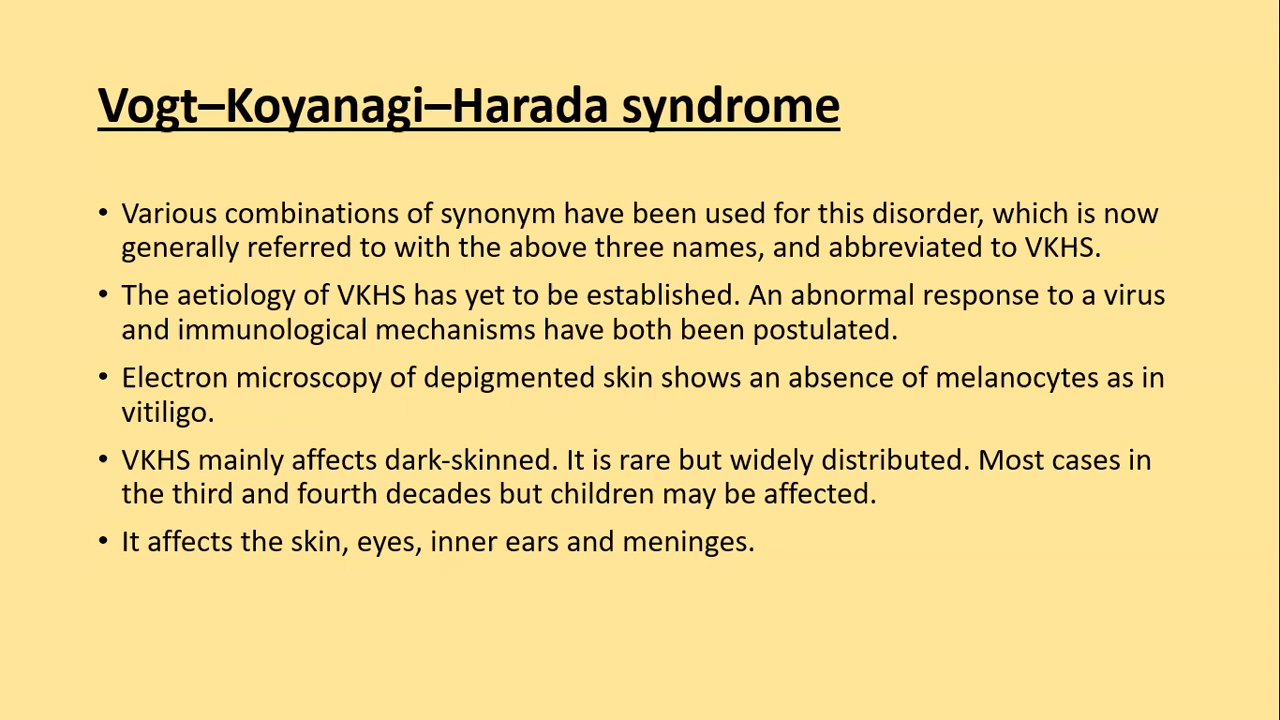 Vogt–Koyanagi–Harada syndrome
• Various combinations of synonym have been used for this disorder, which is now
generally referred to with the above three names, and abbreviated to VKHS.
• The aetiology of VKHS has yet to be established. An abnormal response to a virus
and immunological mechanisms have both been postulated.
• Electron microscopy of depigmented skin shows an absence of melanocytes as in
vitiligo.
• VKHS mainly affects dark-skinned. It is rare but widely distributed. Most cases in
the third and fourth decades but children may be affected.
• It affects the skin, eyes, inner ears and meninges.